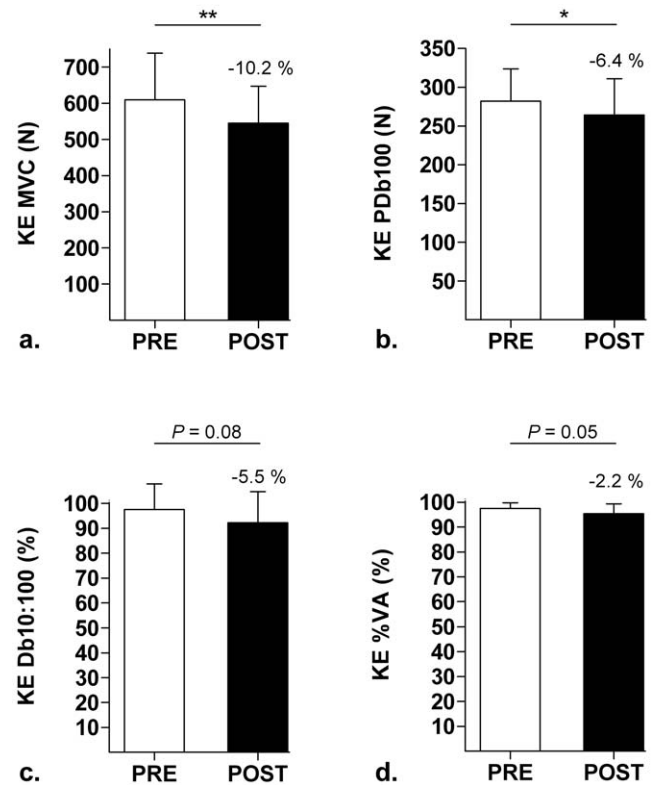 **
-10.2 %
KE MVC (N)
700
600
500
400
300
200
100
PRE POST
a.
*
-6.4 %
KE PDb100 (N)
350
300
250
200
150
100
50
PRE POST
b.
P = 0.08
-5.5 %
KE Db10:100 (%)
100
90
80
70
60
50
40
30
20
10
PRE POST
c.
P = 0.05
-2.2 %
KE %VA (%)
100
90
80
70
60
50
40
30
20
10
PRE POST
d.